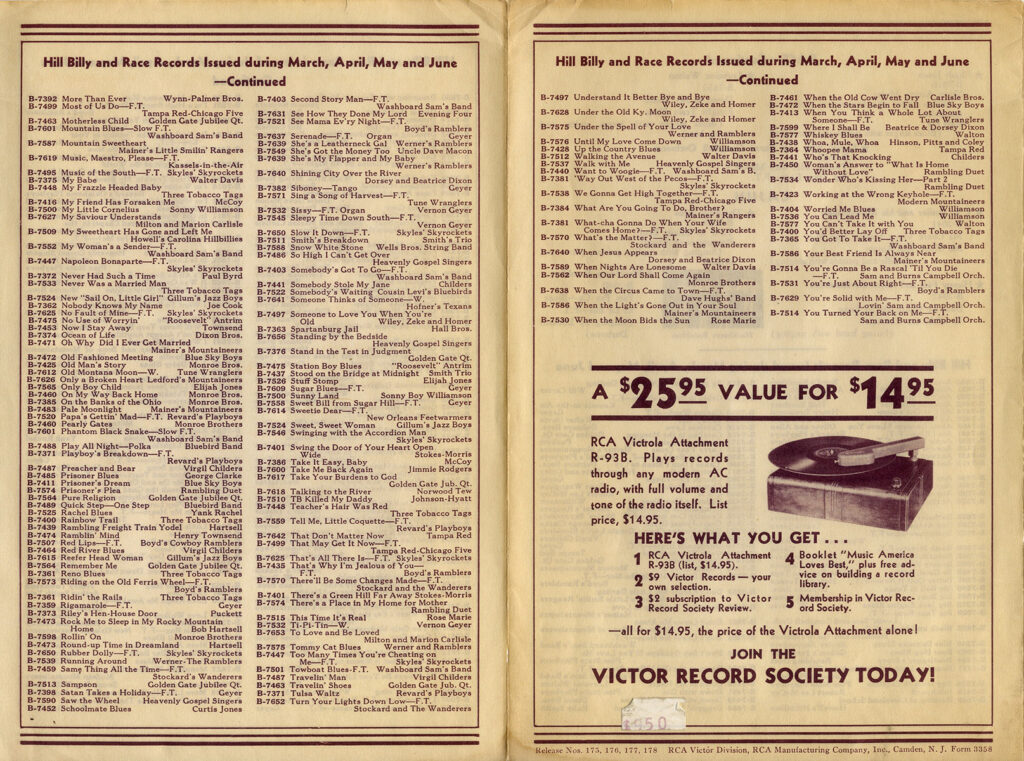 Hill Billy and Race Records Issued during March, April, May and June
—Continued
B-7392 More Than Ever Wynn-Palmer Bros.
B-7499 Most of Us Do—F.T.
Tampa Red-Chicago Five
B-7463 Motherless Child Golden Gate Jubilee Qt.
B-7601 Mountain Blues—Slow F.T.
Washboard Sam's Band
B-7587 Mountain Sweetheart
Mainer's Little Smilin' Rangers
B-7619 Music, Maestro, Please—F.T.
Kassels-in-the-Air
B-7495 Music of the South—F.T. Skyles' Skyrockets
B-7375 My Babe Walter Davis
B-7448 My Frazzle Headed Baby
Three Tobacco Tags
B-7416 My Friend Has Forsaken Me McCoy
B-7500 My Little Cornelius Sonny Williamson
B-7627 My Saviour Understands
Milton and Marion Carlisle
B-7509 My Sweetheart Has Gone and Left Me
Howell's Carolina Hillbillies
B-7552 My Woman's a Sender—F.T.
Washboard Sam's Band
B-7447 Napoleon Bonaparte—F.T.
Skyles' Skyrockets
B-7372 Never Had Such a Time Paul Byrd
B-7533 Never Was a Married Man
Three Tobacco Tags
B-7524 New "Sail On, Little Girl" Gillum's Jazz Boys
B-7362 Nobody Knows My Name Joe Cook
B-7625 No Fault of Mine—F.T. Skyles' Skyrockets
B-7475 No Use of Worryin' "Roosevelt" Antrim
B-7453 Now I Stay Away Townsend
B-7374 Ocean of Life Dixon Bros.
B-7471 Oh Why Did I Ever Get Married
Mainer's Mountaineers
B-7472 Old Fashioned Meeting Blue Sky Boys
B-7425 Old Man's Story Monroe Bros.
B-7612 Old Montana Moon—W. Tune Wranglers
B-7626 Only a Broken Heart Ledford's Mountaineers
B-7565 Only Boy Child Elijah Jones
B-7460 On My Way Back Home Monroe Bros.
B-7385 On the Banks of the Ohio Monroe Bros.
B-7483 Pale Moonlight Mainer's Mountaineers
B-7520 Papa's Gettin' Mad—F.T. Revard's Playboys
B-7460 Pearly Gates Monroe Brothers
B-7601 Phantom Black Snake—Slow F.T.
Washboard Sam's Band
B-7488 Play All Night—Polka Bluebird Band
B-7371 Playboy's Breakdown—F.T.
Revard's Playboys
B-7487 Preacher and Bear Virgil Childers
B-7485 Prisoner Blues George Clarke
B-7411 Prisoner's Dream Blue Sky Boys
B-7574 Prisoner's Plea Rambling Duet
B-7564 Pure Religion Golden Gate Jubilee Qt.
B-7489 Quick Step—One Step Bluebird Band
B-7525 Rachel Blues Yank Rachel
B-7400 Rainbow Trail Three Tobacco Tags
B-7439 Rambling Freight Train Yodel Hartsell
B-7474 Ramblin' Mind Henry Townsend
B-7507 Red Lips—F.T. Boyd's Cowboy Ramblers
B-7464 Red River Blues Virgil Childers
B-7615 Reefer Head Woman Gillum's Jazz Boys
B-7564 Remember Me Golden Gate Jubilee Qt.
B-7361 Reno Blues Three Tobacco Tags
B-7573 Riding on the Old Ferris Wheel—F.T.
Boyd's Ramblers
B-7361 Ridin' the Rails Three Tobacco Tags
B-7359 Rigamarole—F.T. Geyer
B-7373 Riley's Hen-House Door Puckett
B-7473 Rock Me to Sleep in My Rocky Mountain
Home Bob Hartsell
B-7598 Rollin' On Monroe Brothers
B-7473 Round-up Time in Dreamland Hartsell
B-7650 Rubber Dolly—F.T. Skyles' Skyrockets
B-7539 Running Around Werner-The Ramblers
B-7459 Same Thing All the Time—F.T.
Stockard's Wanderers
B-7513 Sampson Golden Gate Jubilee Qt.
B-7398 Satan Takes a Holiday—F.T. Geyer
B-7590 Saw the Wheel Heavenly Gospel Singers
B-7452 Schoolmate Blues Curtis Jones
B-7403 Second Story Man—F.T.
Washboard Sam's Band
B-7631 See How They Done My Lord Evening Four
B-7521 See Mama Ev'ry Night—F.T.
Boyd's Ramblers
B-7637 Serenade—F.T. Organ Geyer
B-7639 She's a Leatherneck Gal Werner's Ramblers
B-7549 She's Got the Money Too Uncle Dave Macon
B-7639 She's My Flapper and My Baby
Werner's Ramblers
B-7640 Shining City Over the River
Dorsey and Beatrice Dixon
B-7382 Siboney—Tango Geyer
B-7571 Sing a Song of Harvest—F.T.
Tune Wranglers
B-7532 Sissy—F.T. Organ Vernon Geyer
B-7545 Sleepy Time Down South—F.T.
Vernon Geyer
B-7650 Slow It Down—F.T. Skyles' Skyrockets
B-7511 Smith's Breakdown Smith's Trio
B-7588 Snow White Stone Wells Bros. String Band
B-7486 So High I Can't Get Over
Heavenly Gospel Singers
B-7403 Somebody's Got To Go—F.T.
Washboard Sam's Band
B-7441 Somebody Stole My Jane Childers
B-7522 Somebody's Waiting Cousin Levi's Bluebirds
B-7641 Someone Thinks of Someone—W.
Hofner's Texans
B-7497 Someone to Love You When You're
Old Wiley, Zeke and Homer
B-7363 Spartanburg Jail Hall Bros.
B-7656 Standing by the Bedside
Heavenly Gospel Singers
B-7376 Stand in the Test in Judgment
Golden Gate Qt.
B-7475 Station Boy Blues "Roosevelt" Antrim
B-7437 Stood on the Bridge at Midnight Smith Trio
B-7526 Stuff Stomp Elijah Jones
B-7609 Sugar Blues—F.T. Geyer
B-7500 Sunny Land Sonny Boy Williamson
B-7558 Sweet Bill from Sugar Hill—F.T. Geyer
B-7614 Sweetie Dear—F.T.
New Orleans Feetwarmers
B-7524 Sweet, Sweet Woman Gillum's Jazz Boys
B-7546 Swinging with the Accordion Man
Skyles' Skyrockets
B-7401 Swing the Door of Your Heart Open
Wide Stokes-Morris
B-7386 Take It Easy, Baby McCoy
B-7600 Take Me Back Again Jimmie Rodgers
B-7617 Take Your Burdens to God
Golden Gate Jub. Qt.
B-7618 Talking to the River Norwood Tew
B-7510 TB Killed My Daddy Johnson-Hyatt
B-7448 Teacher's Hair Was Red
Three Tobacco Tags
B-7559 Tell Me, Little Coquette—F.T.
Revard's Playboys
B-7642 That Don't Matter Now Tampa Red
B-7499 That May Get It Now—F.T.
Tampa Red-Chicago Five
B-7625 That's All There Is—F.T. Skyles' Skyrockets
B-7435 That's Why I'm Jealous of You—
F.T. Boyd's Ramblers
B-7570 There'll Be Some Changes Made—F.T.
Stockard and the Wanderers
B-7401 There's a Green Hill Far Away Stokes-Morris
B-7574 There's a Place in My Home for Mother
Rambling Duet
B-7515 This Time It's Real Rose Marie
B-7532 Ti-Pi-Tin—W. Vernon Geyer
B-7653 To Love and Be Loved
Milton and Marion Carlisle
B-7575 Tommy Cat Blues Werner and Ramblers
B-7447 Too Many Times You're Cheating on
Me—F.T. Skyles' Skyrockets
B-7501 Towboat Blues-F.T. Washboard Sam's Band
B-7487 Travelin' Man Virgil Childers
B-7463 Travelin' Shoes Golden Gate Jub. Qt.
B-7371 Tulsa Waltz Revard's Playboys
B-7652 Turn Your Lights Down Low—F.T.
Stockard and The Wanderers
Hill Billy and Race Records Issued during March, April, May and June
—Continued
B-7497 Understand It Better Bye and Bye
Wiley, Zeke and Homer
B-7628 Under the Old Ky. Moon
Wiley, Zeke and Homer
B-7575 Under the Spell of Your Love
Werner and Ramblers
B-7576 Until My Love Come Down Williamson
B-7428 Up the Country Blues Williamson
B-7512 Walking the Avenue Walter Davis
B-7537 Walk with Me Heavenly Gospel Singers
B-7440 Want to Woogie—F.T. Washboard Sam's B.
B-7381 'Way Out West of the Pecos—F.T.
Skyles' Skyrockets
B-7538 We Gonna Get High Together—F.T.
Tampa Red-Chicago Five
B-7384 What Are You Going To Do, Brother?
Mainer's Rangers
B-7381 What-cha Gonna Do When Your Wife
Comes Home?—F.T. Skyles' Skyrockets
B-7570 What's the Matter?—F.T.
Stockard and the Wanderers
B-7640 When Jesus Appears
Dorsey and Beatrice Dixon
B-7589 When Nights Are Lonesome Walter Davis
B-7562 When Our Lord Shall Come Again
Monroe Brothers
B-7638 When the Circus Came to Town—F.T.
Dave Hughs' Band
B-7586 When the Light's Gone Out in Your Soul
Mainer's Mountaineers
B-7530 When the Moon Bids the Sun Rose Marie
B-7461 When the Old Cow Went Dry Carlisle Bros.
B-7472 When the Stars Begin to Fall Blue Sky Boys
B-7413 When You Think a Whole Lot About
Someone—F.T. Tune Wranglers
B-7599 Where I Shall Be Beatrice & Dorsey Dixon
B-7577 Whiskey Blues Walton
B-7438 Whoa, Mule, Whoa Hinson, Pitts and Coley
B-7364 Whoopee Mama Tampa Red
B-7441 Who's That Knocking Childers
B-7450 Woman's Answer to "What Is Home
Without Love" Rambling Duet
B-7534 Wonder Who's Kissing Her—Part 2
Rambling Duet
B-7423 Working at the Wrong Keyhole—F.T.
Modern Mountaineers
B-7404 Worried Me Blues Williamson
B-7536 You Can Lead Me Williamson
B-7577 You Can't Take it with You Walton
B-7400 You'd Better Lay Off Three Tobacco Tags
B-7365 You Got To Take It—F.T.
Washboard Sam's Band
B-7586 Your Best Friend Is Always Near
Mainer's Mountaineers
B-7514 You're Gonna Be a Rascal 'Til You Die
—F.T. Sam and Burns Campbell Orch.
B-7531 You're Just About Right—F.T.
Boyd's Ramblers
B-7629 You're Solid with Me—F.T.
Lovin' Sam and Campbell Orch.
B-7514 You Turned Your Back on Me—F.T.
Sam and Burns Campbell Orch.
A $25.95 VALUE FOR $14.95
RCA Victrola Attachment
R-93B. Plays records
through any modern AC
radio, with full volume and
tone of the radio itself. List
price, $14.95.
HERE'S WHAT YOU GET . . .
1 RCA Victrola Attachment
R-93B (list, $14.95).
2 $9 Victor Records — your
own selection.
3 $2 subscription to Victor
Record Society Review.
4 Booklet "Music America
Loves Best," plus free ad-
vice on building a record
library.
5 Membership in Victor Rec-
ord Society.
—all for $14.95, the price of the Victrola Attachment alone!
JOIN THE
VICTOR RECORD SOCIETY TODAY!
Release Nos. 175, 176, 177, 178 RCA Victor Division, RCA Manufacturing Company, Inc., Camden, N. J. Form 3358